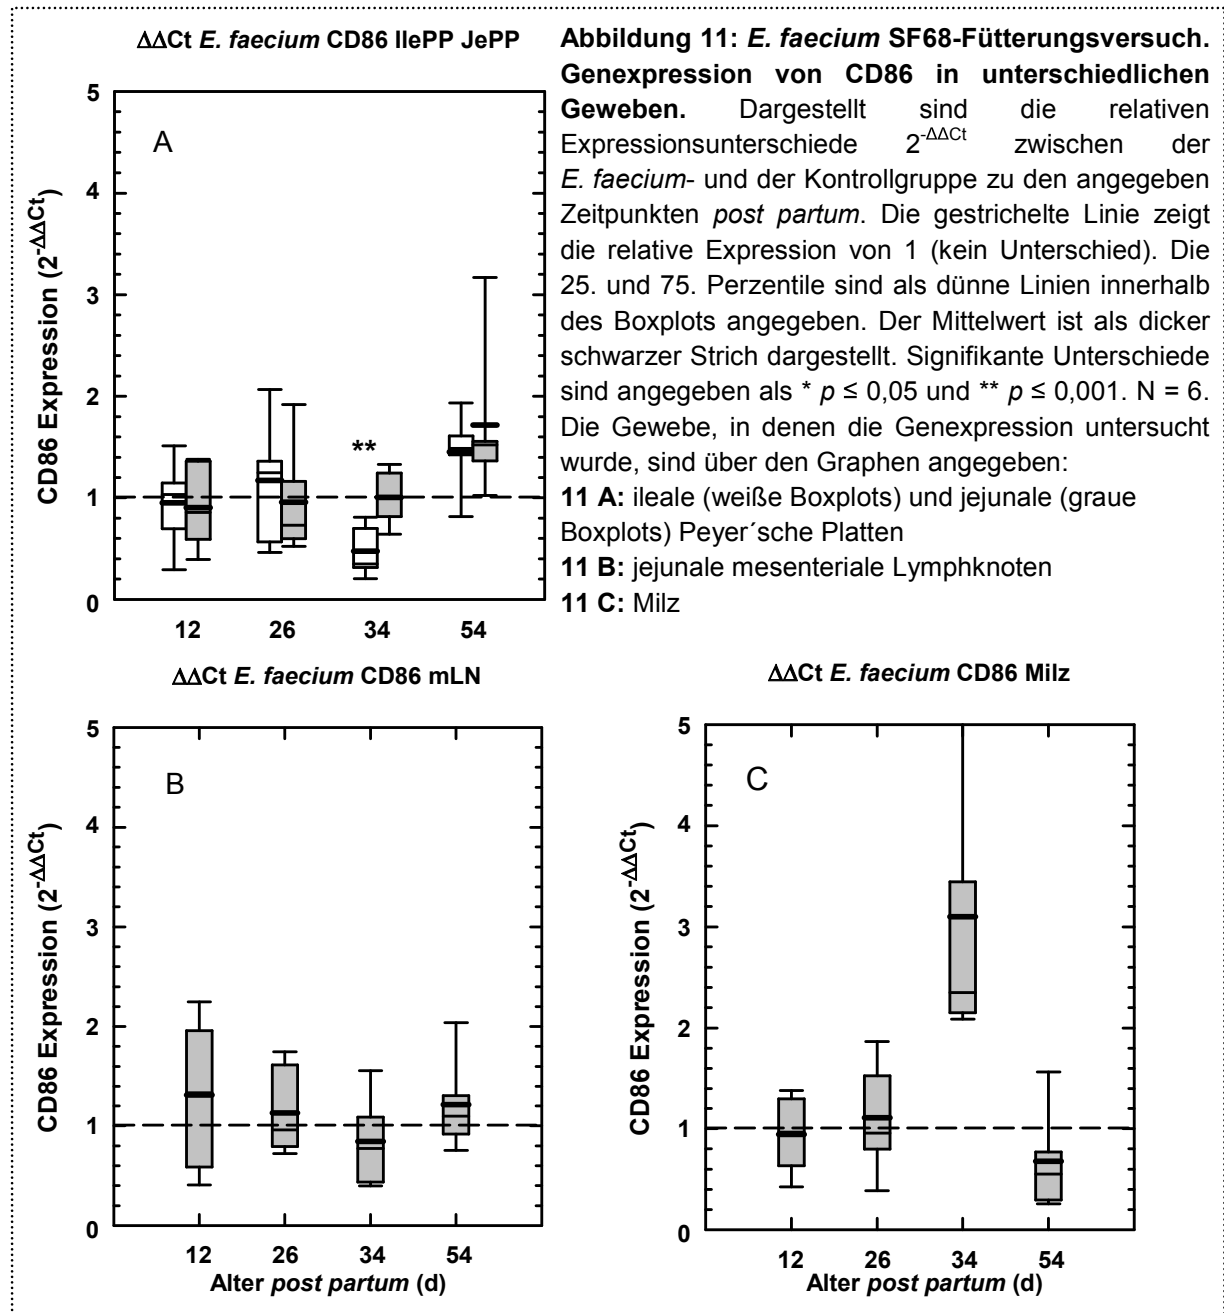 ΔΔCt E. faecium CD86 IlePP JePP
5
4
3
2
1
0
CD86 Expression (2^-ΔΔCt)
A
**
12 26 34 54
Abbildung 11: E. faecium SF68-Fütterungsversuch.
Genexpression von CD86 in unterschiedlichen
Geweben. Dargestellt sind die relativen
Expressionsunterschiede 2^-ΔΔCt zwischen der
E. faecium- und der Kontrollgruppe zu den angegeben
Zeitpunkten post partum. Die gestrichelte Linie zeigt
die relative Expression von 1 (kein Unterschied). Die
25. und 75. Perzentile sind als dünne Linien innerhalb
des Boxplots angegeben. Der Mittelwert ist als dicker
schwarzer Strich dargestellt. Signifikante Unterschiede
sind angegeben als * p ≤ 0,05 und ** p ≤ 0,001. N = 6.
Die Gewebe, in denen die Genexpression untersucht
wurde, sind über den Graphen angegeben:
11 A: ileale (weiße Boxplots) und jejunale (graue
Boxplots) Peyer´sche Platten
11 B: jejunale mesenteriale Lymphknoten
11 C: Milz
ΔΔCt E. faecium CD86 mLN
5
4
3
2
1
0
CD86 Expression (2^-ΔΔCt)
B
12 26 34 54
Alter post partum (d)
ΔΔCt E. faecium CD86 Milz
5
4
3
2
1
0
CD86 Expression (2^-ΔΔCt)
C
12 26 34 54
Alter post partum (d)